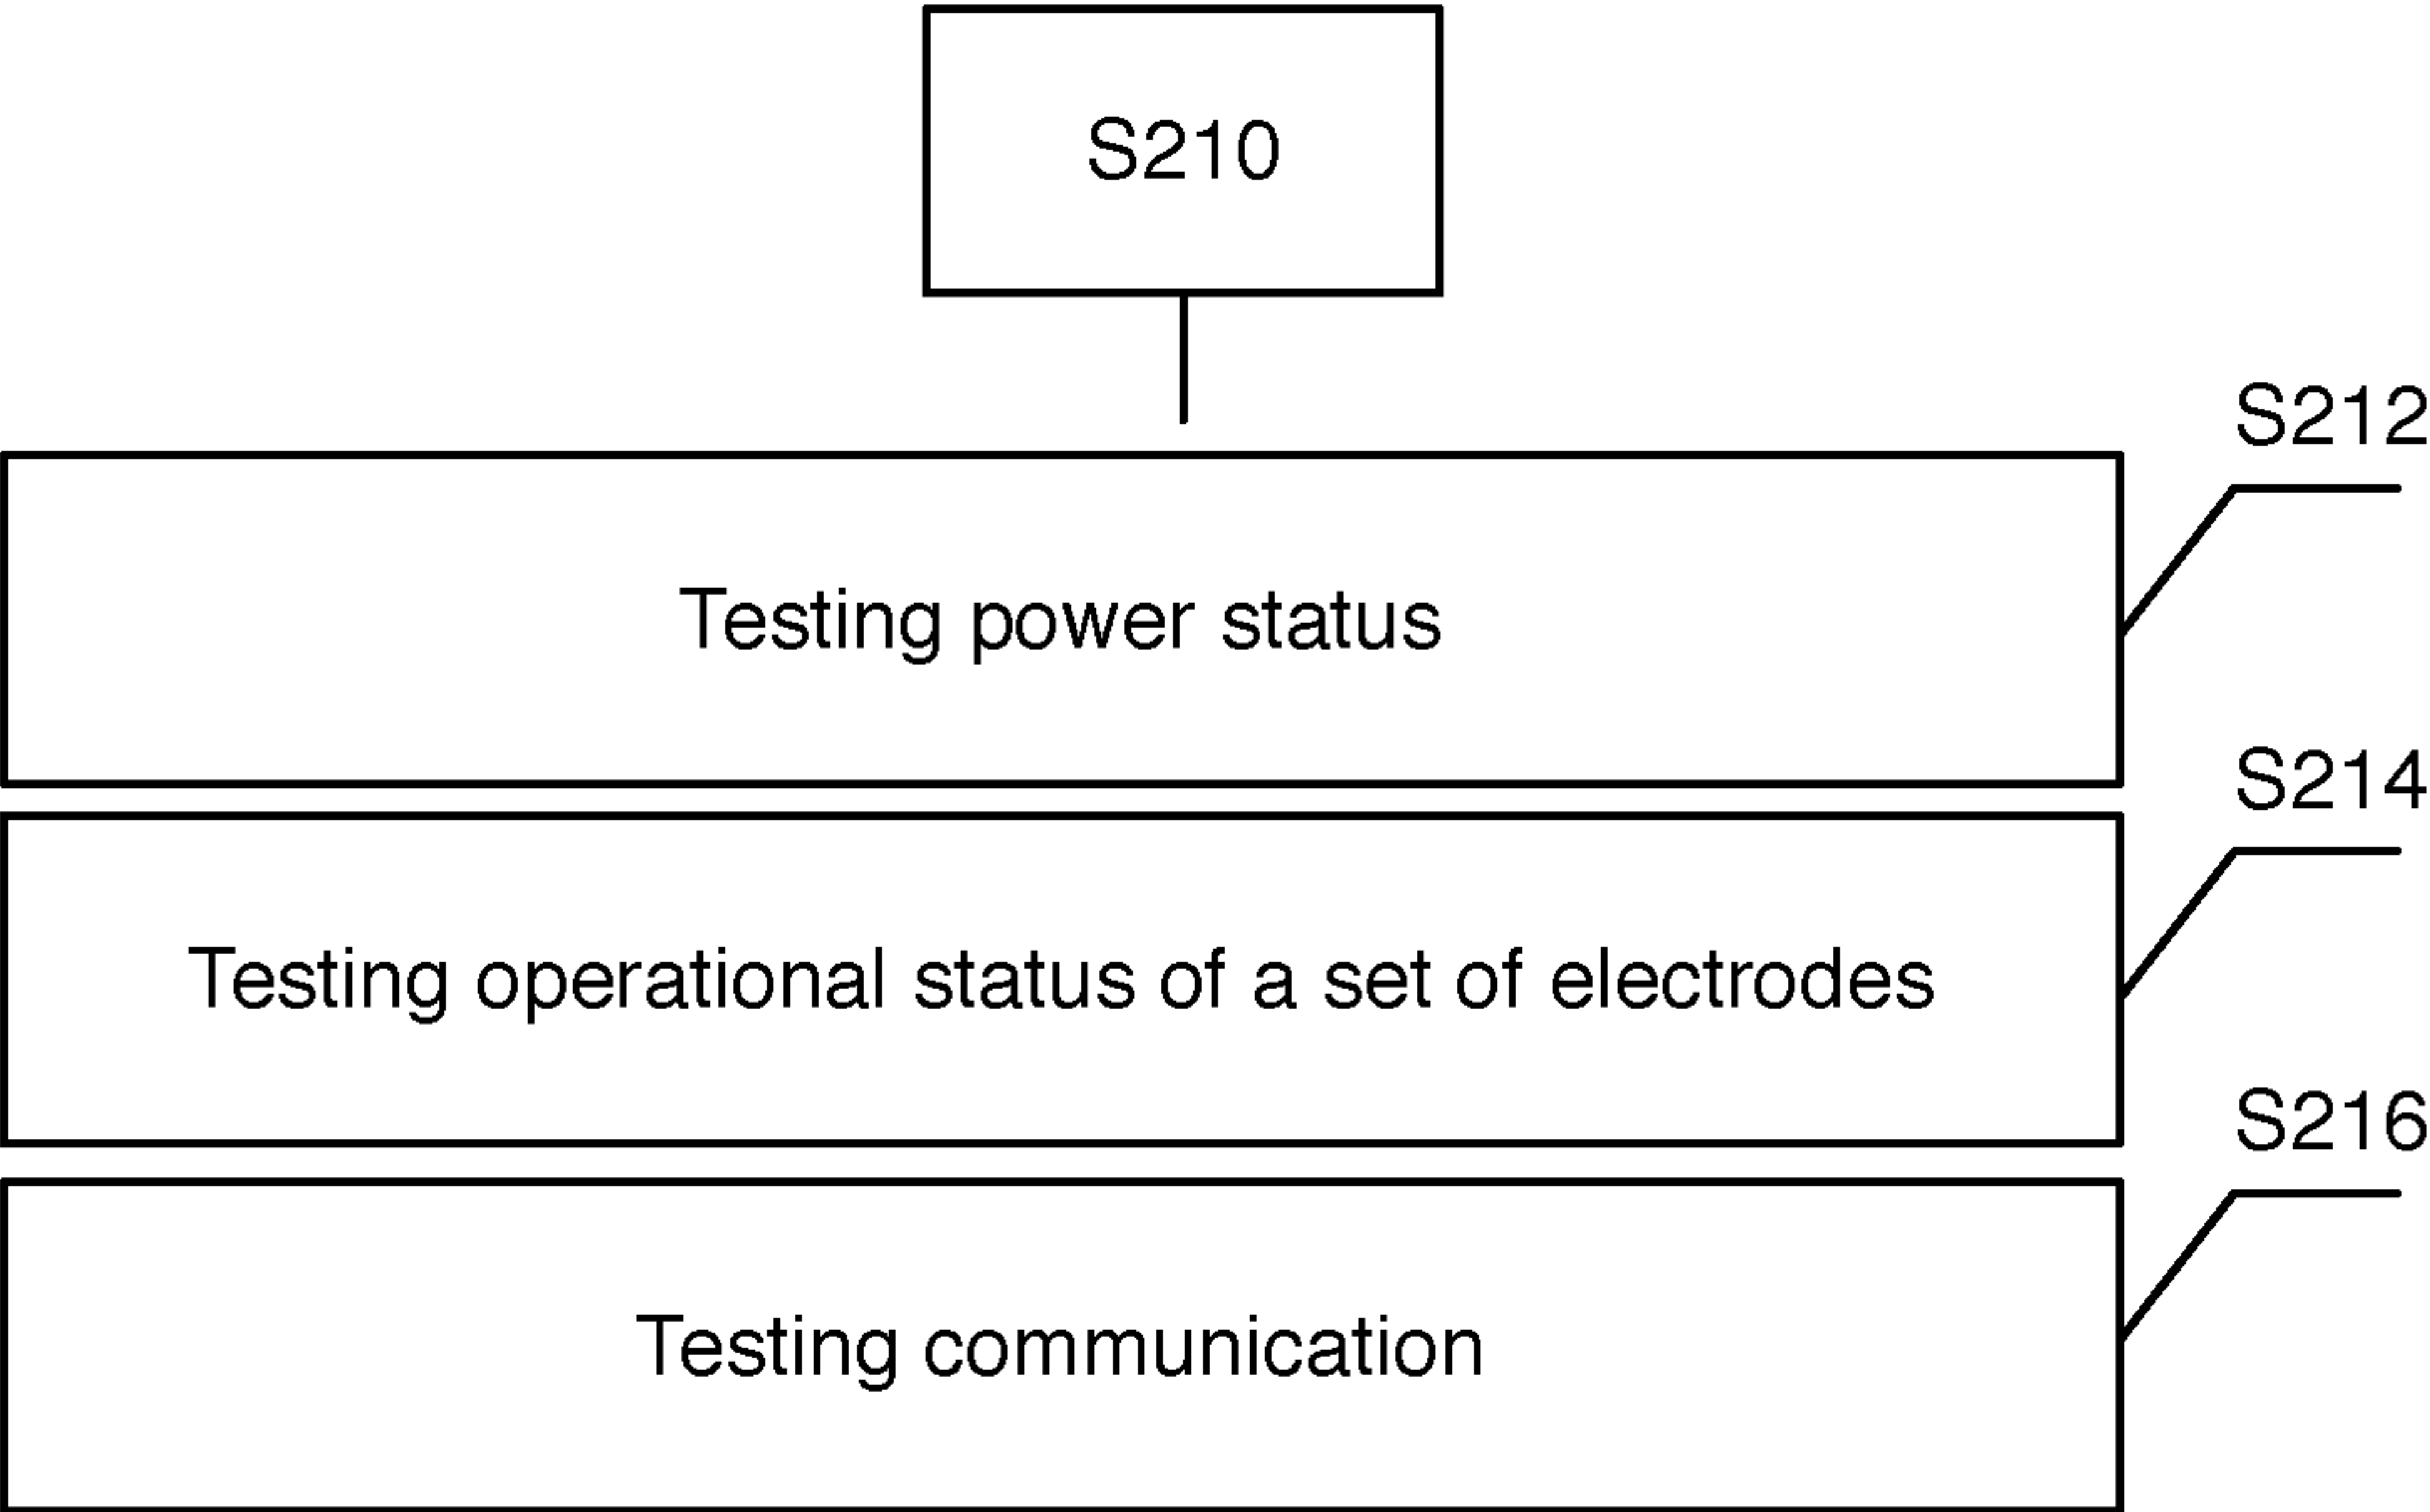 S210
S212
Testing power status
S214
Testing operational status of a set of electrodes
S216
Testing communication